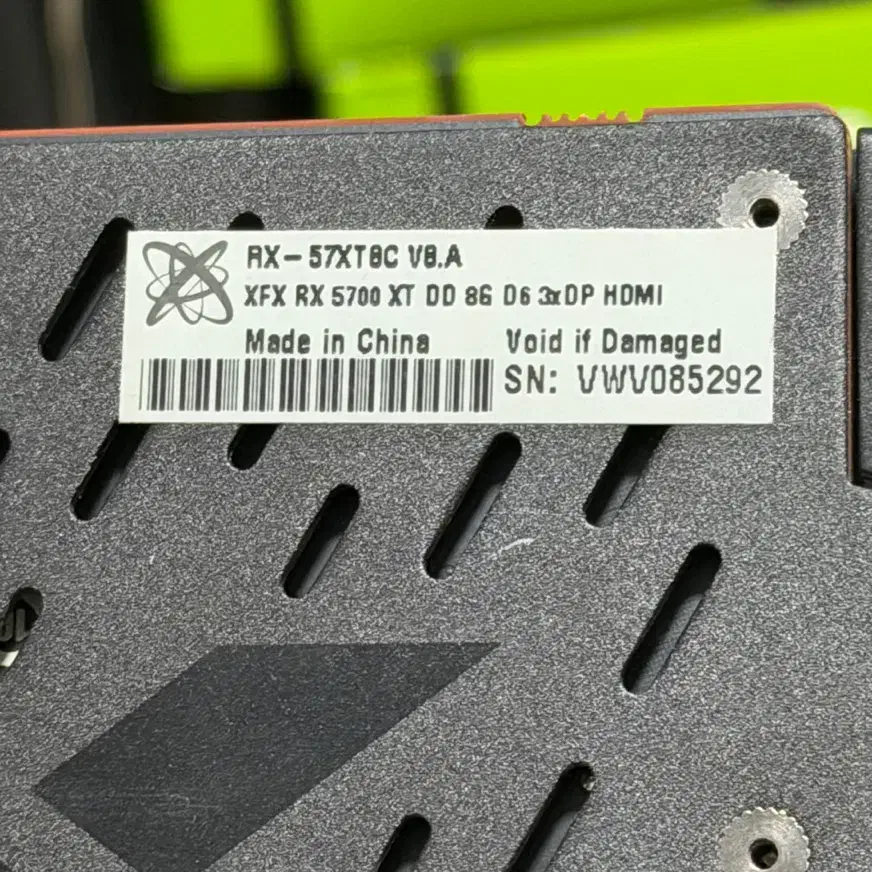 RX-57XT8C V8.A
XFX RX 5700 XT DD 8G D6 3xDP HDMI
Made in China Void if Damaged
SN: VWV085292